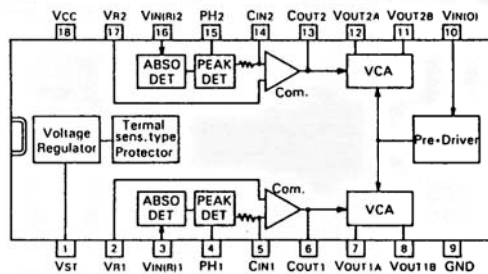 VCC VR2 VIN(R)2 PH2 CIN2 COUT2 VOUT2A VOUT2B VIN(O)
18 17 16 15 14 13 12 11 10
ABSO DET
PEAK DET
Com.
VCA
Voltage Regulator
Termal sens. type Protector
Pre-Driver
ABSO DET
PEAK DET
Com.
VCA
1 2 3 4 5 6 7 8 9
VST VR1 VIN(R)1 PH1 CIN1 COUT1 VOUT1A VOUT1B GND